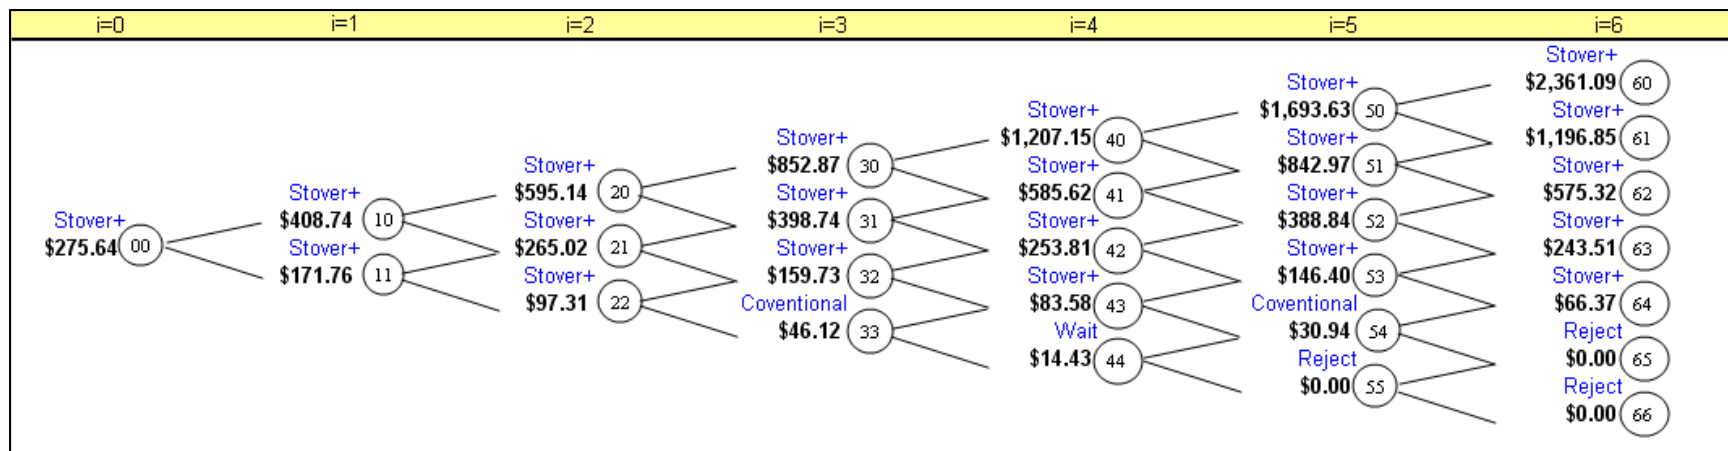 i=0 i=1 i=2 i=3 i=4 i=5 i=6
Stover+
$275.64 00
Stover+
$408.74 10
Stover+
$171.76 11
Stover+
$595.14 20
Stover+
$265.02 21
Stover+
$97.31 22
Stover+
$852.87 30
Stover+
$398.74 31
Stover+
$159.73 32
Coventional
$46.12 33
Stover+
$1,207.15 40
Stover+
$585.62 41
Stover+
$253.81 42
Stover+
$83.58 43
Wait
$14.43 44
Stover+
$1,693.63 50
Stover+
$842.97 51
Stover+
$388.84 52
Stover+
$146.40 53
Coventional
$30.94 54
Reject
$0.00 55
Stover+
$2,361.09 60
Stover+
$1,196.85 61
Stover+
$575.32 62
Stover+
$243.51 63
Stover+
$66.37 64
Reject
$0.00 65
Reject
$0.00 66